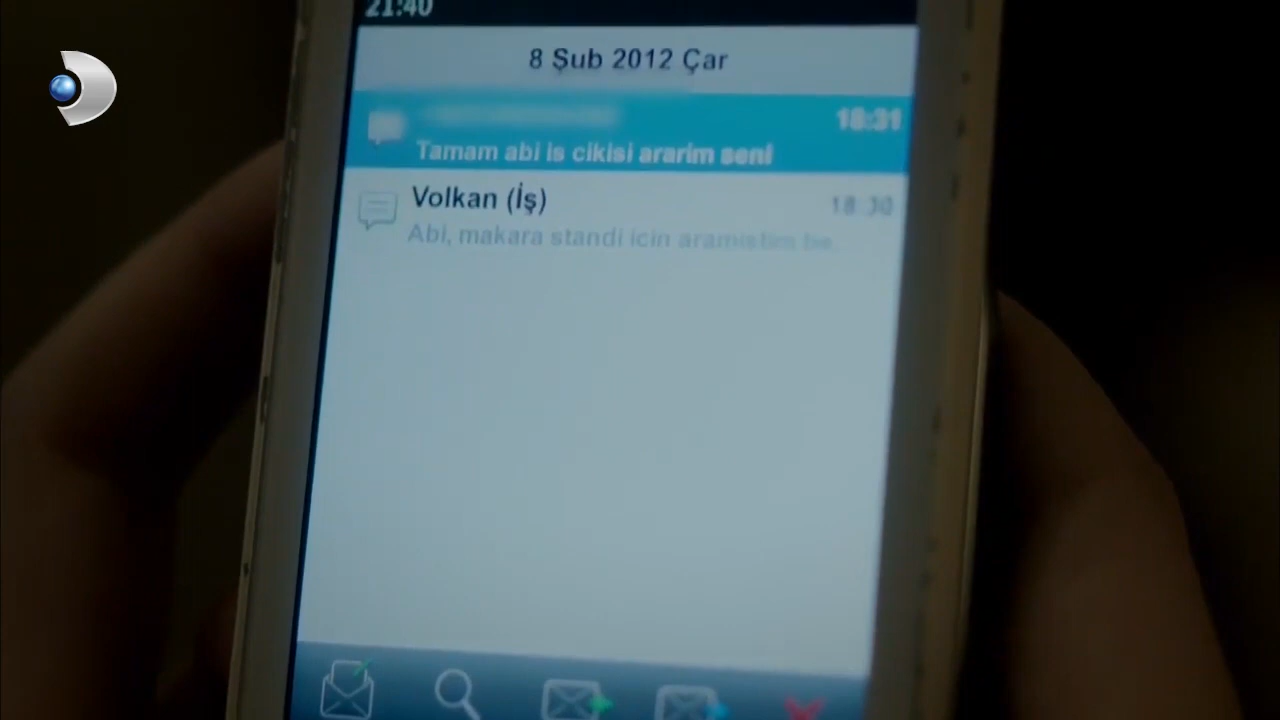 21:40
8 Şub 2012 Çar
18:31
Tamam abi is cikisi ararim seni
Volkan (İş)
18:30
Abi, makara standi icin aramistim be